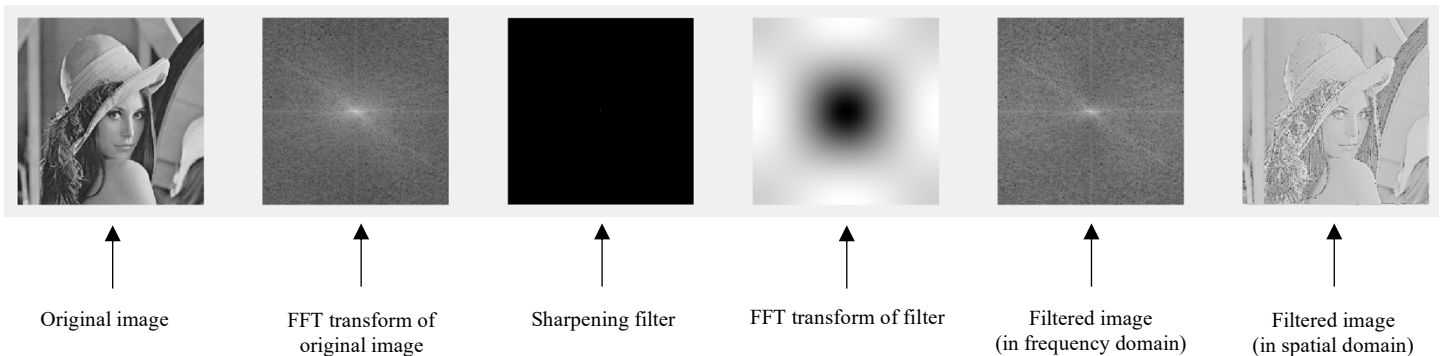 Original image
FFT transform of
original image
Sharpening filter
FFT transform of filter
Filtered image
(in frequency domain)
Filtered image
(in spatial domain)